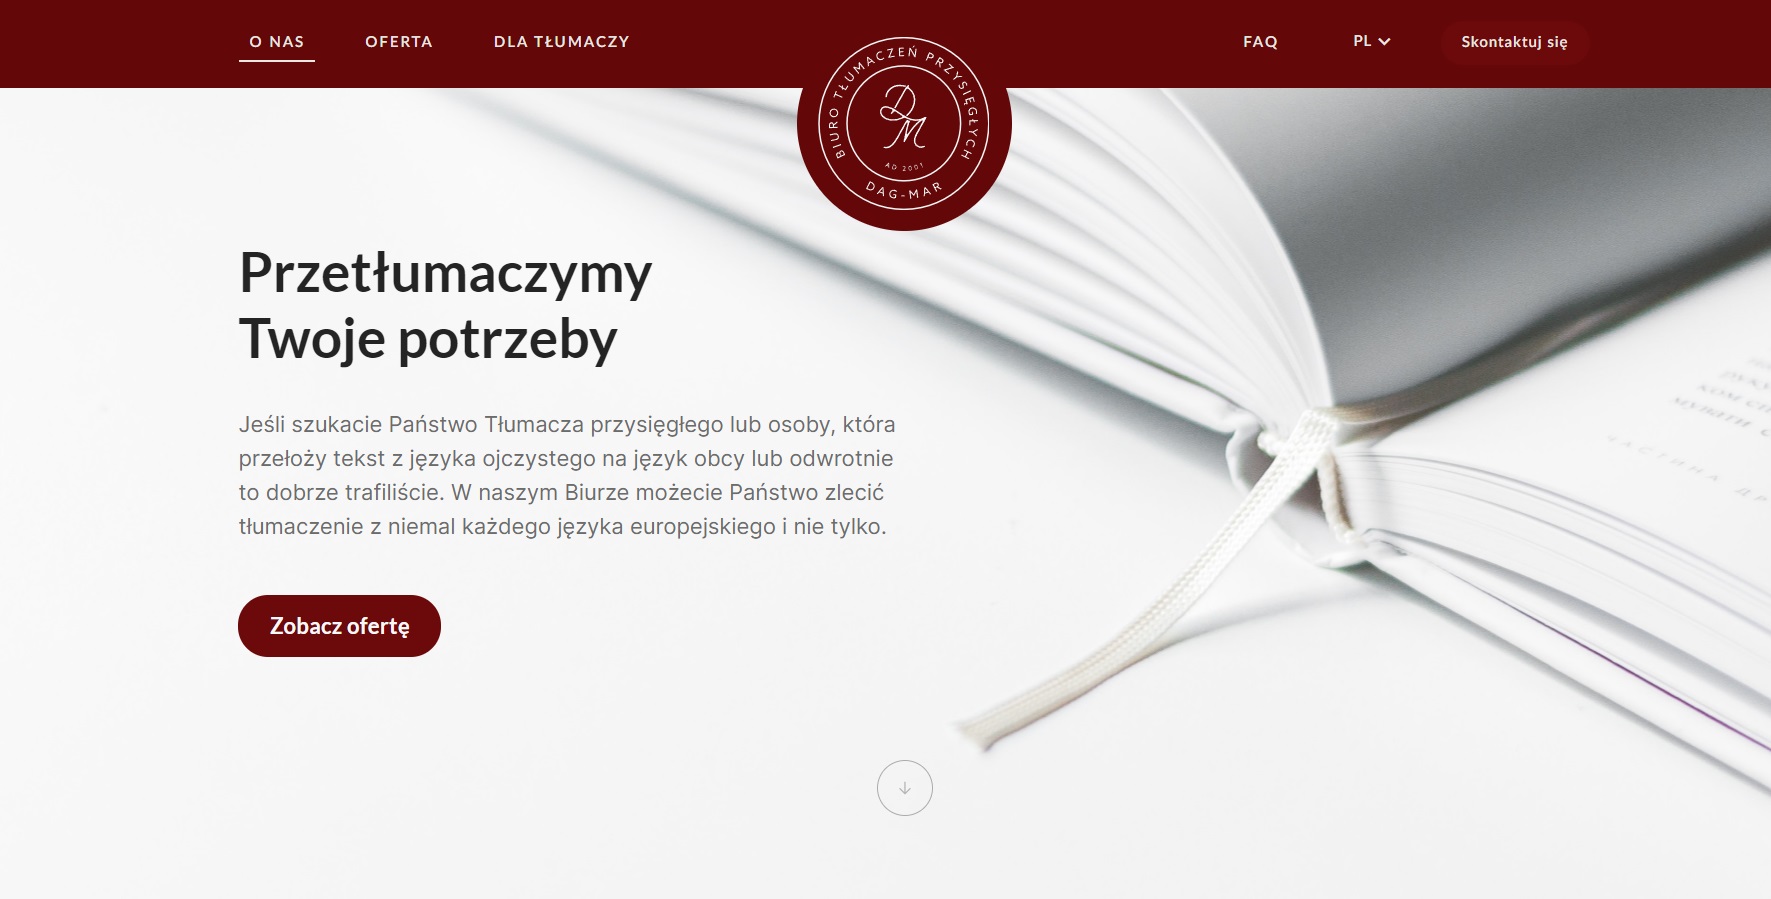 O NAS OFERTA DLA TŁUMACZY
FAQ PL Skontaktuj się
BIURO TŁUMACZEŃ PRZYSIĘGŁYCH
DM
AD 2001
DAG-MAR
Przetłumaczymy
Twoje potrzeby
Jeśli szukacie Państwo Tłumacza przysięgłego lub osoby, która
przełoży tekst z języka ojczystego na język obcy lub odwrotnie
to dobrze trafiliście. W naszym Biurze możecie Państwo zlecić
tłumaczenie z niemal każdego języka europejskiego i nie tylko.
Zobacz ofertę
ЧАСТИНА